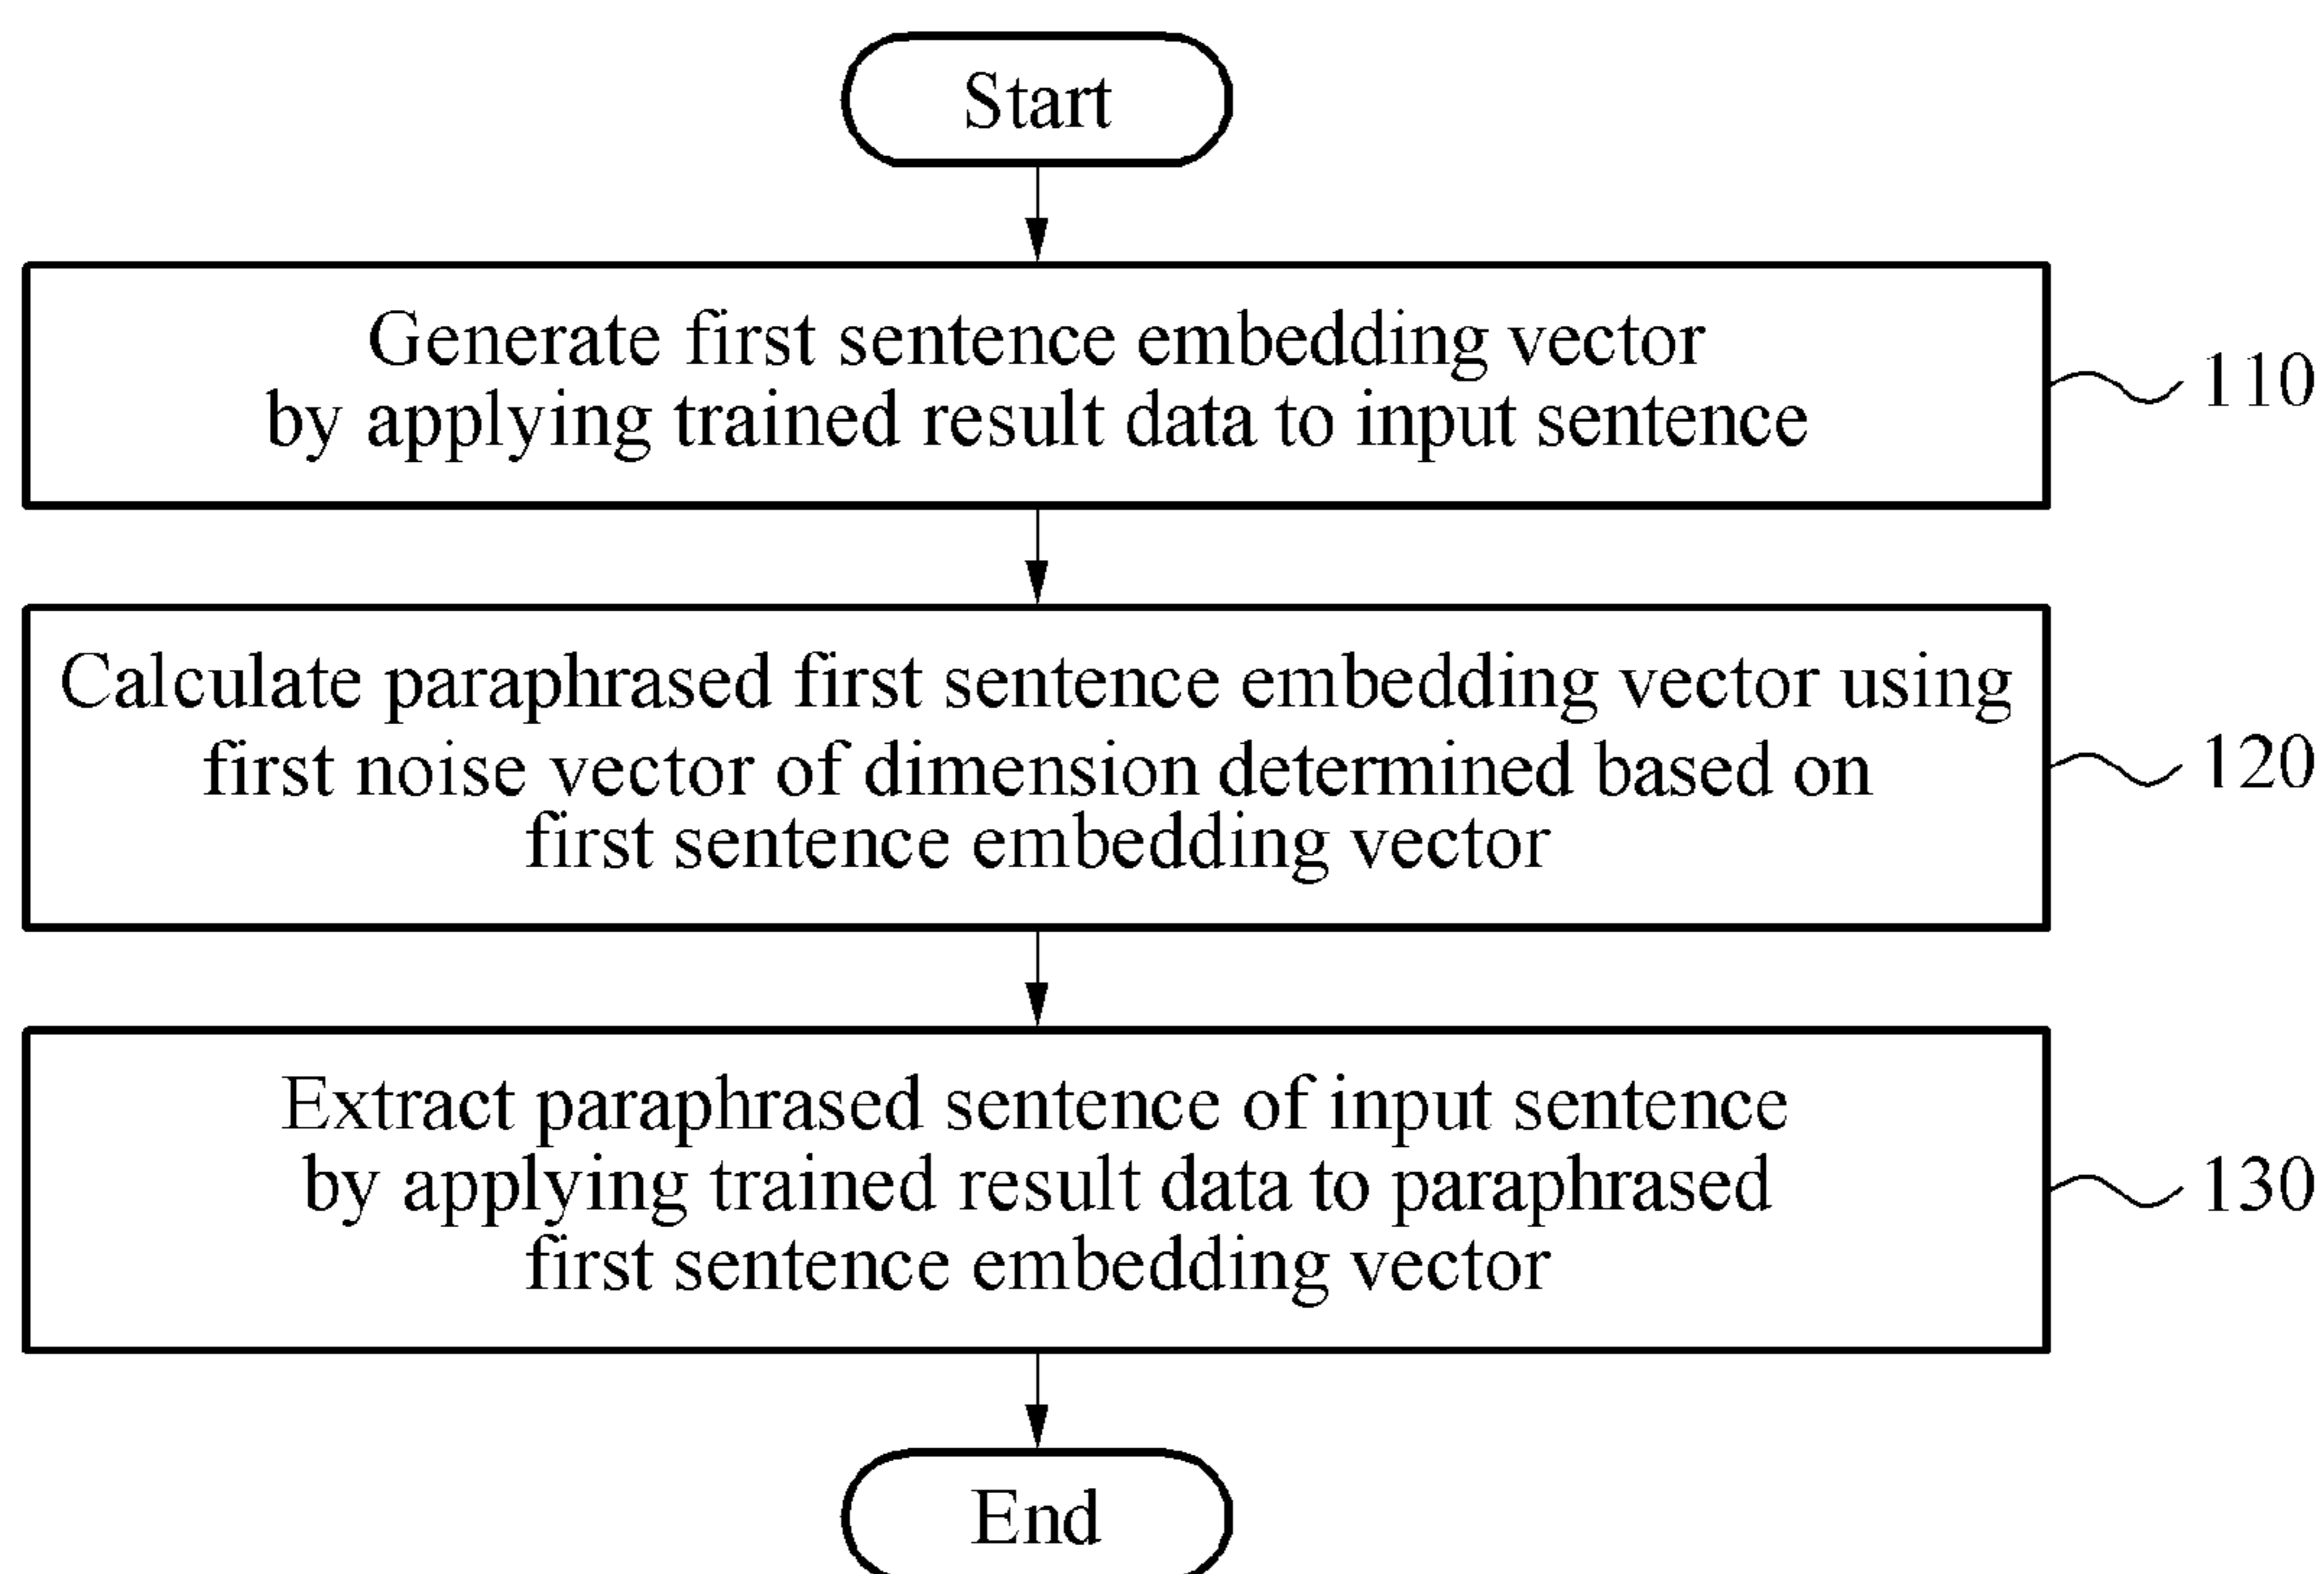 Start
Generate first sentence embedding vector
by applying trained result data to input sentence
110
Calculate paraphrased first sentence embedding vector using
first noise vector of dimension determined based on
first sentence embedding vector
120
Extract paraphrased sentence of input sentence
by applying trained result data to paraphrased
first sentence embedding vector
130
End